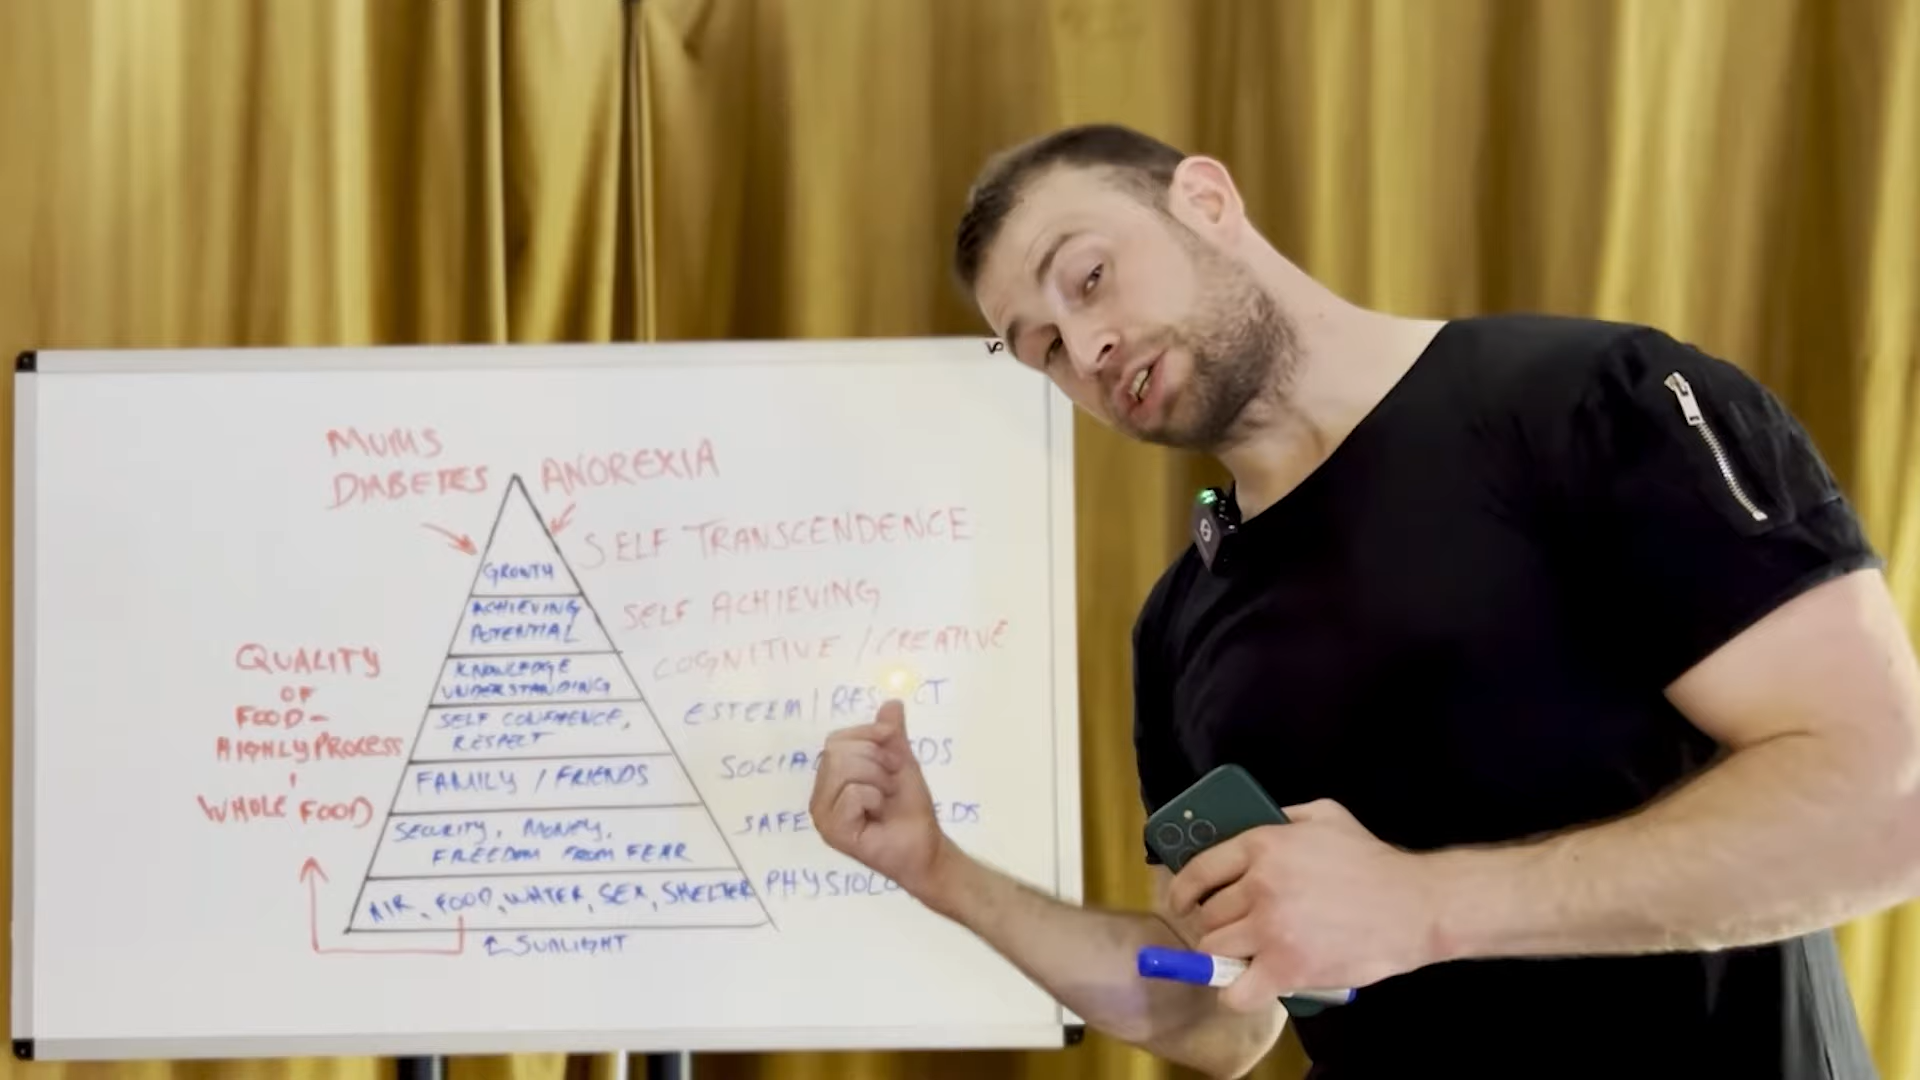 MUMS
DIABETES
ANOREXIA
SELF TRANSCENDENCE
GROWTH
SELF ACHIEVING
ACHIEVING
POTENTIAL
COGNITIVE / CREATIVE
KNOWLEDGE
UNDERSTANDING
ESTEEM /
SELF CONFIDENCE,
RESPECT
FAMILY / FRIENDS
SECURITY, MONEY,
FREEDOM FROM FEAR
AIR, FOOD, WATER, SEX, SHELTER
SUNLIGHT
QUALITY
OF
FOOD -
HIGHLY PROCESS
WHOLE FOOD